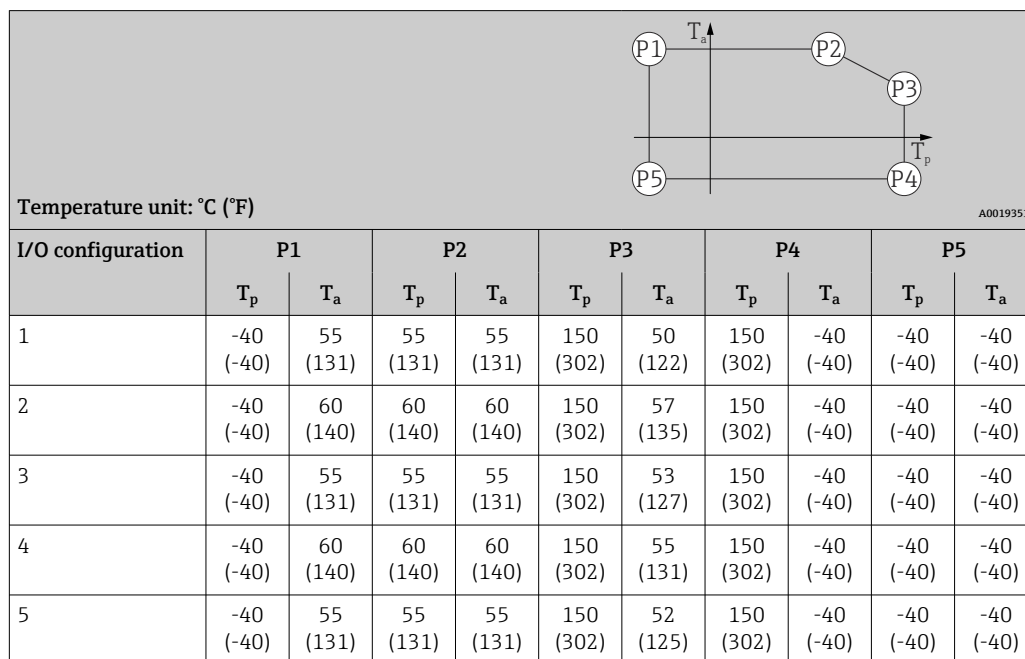 Ta
P1
P2
P3
Tp
P5
P4
Temperature unit: °C (°F)
A0019351
I/O configuration P1 P2 P3 P4 P5
Tp Ta Tp Ta Tp Ta Tp Ta Tp Ta
1 -40 55 55 55 150 50 150 -40 -40 -40
(-40) (131) (131) (131) (302) (122) (302) (-40) (-40) (-40)
2 -40 60 60 60 150 57 150 -40 -40 -40
(-40) (140) (140) (140) (302) (135) (302) (-40) (-40) (-40)
3 -40 55 55 55 150 53 150 -40 -40 -40
(-40) (131) (131) (131) (302) (127) (302) (-40) (-40) (-40)
4 -40 60 60 60 150 55 150 -40 -40 -40
(-40) (140) (140) (140) (302) (131) (302) (-40) (-40) (-40)
5 -40 55 55 55 150 52 150 -40 -40 -40
(-40) (131) (131) (131) (302) (125) (302) (-40) (-40) (-40)